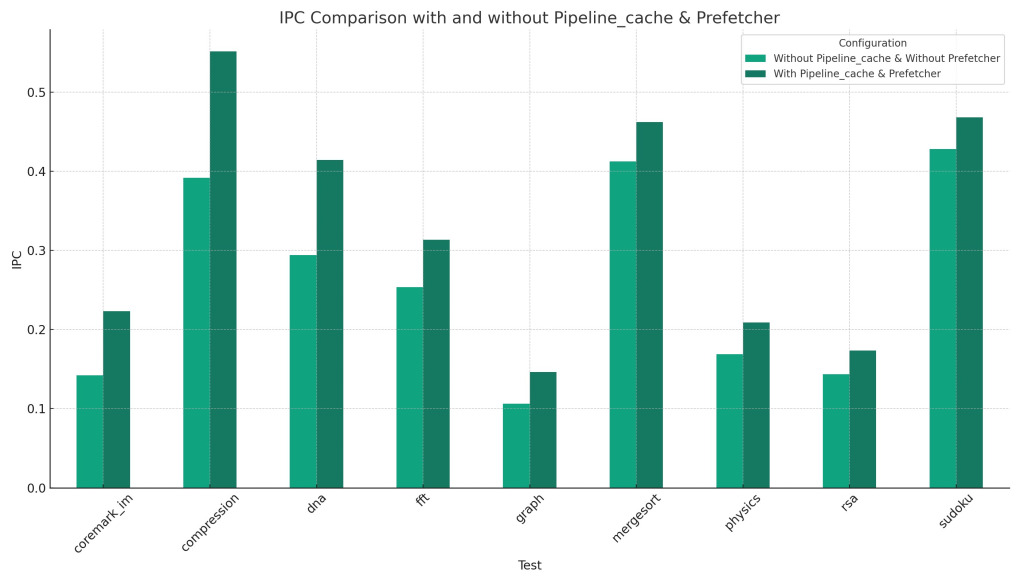 IPC Comparison with and without Pipeline_cache & Prefetcher
Configuration
Without Pipeline_cache & Without Prefetcher
With Pipeline_cache & Prefetcher
IPC
0.5
0.4
0.3
0.2
0.1
0.0
coremark_im
compression
dna
fft
graph
mergesort
physics
rsa
sudoku
Test